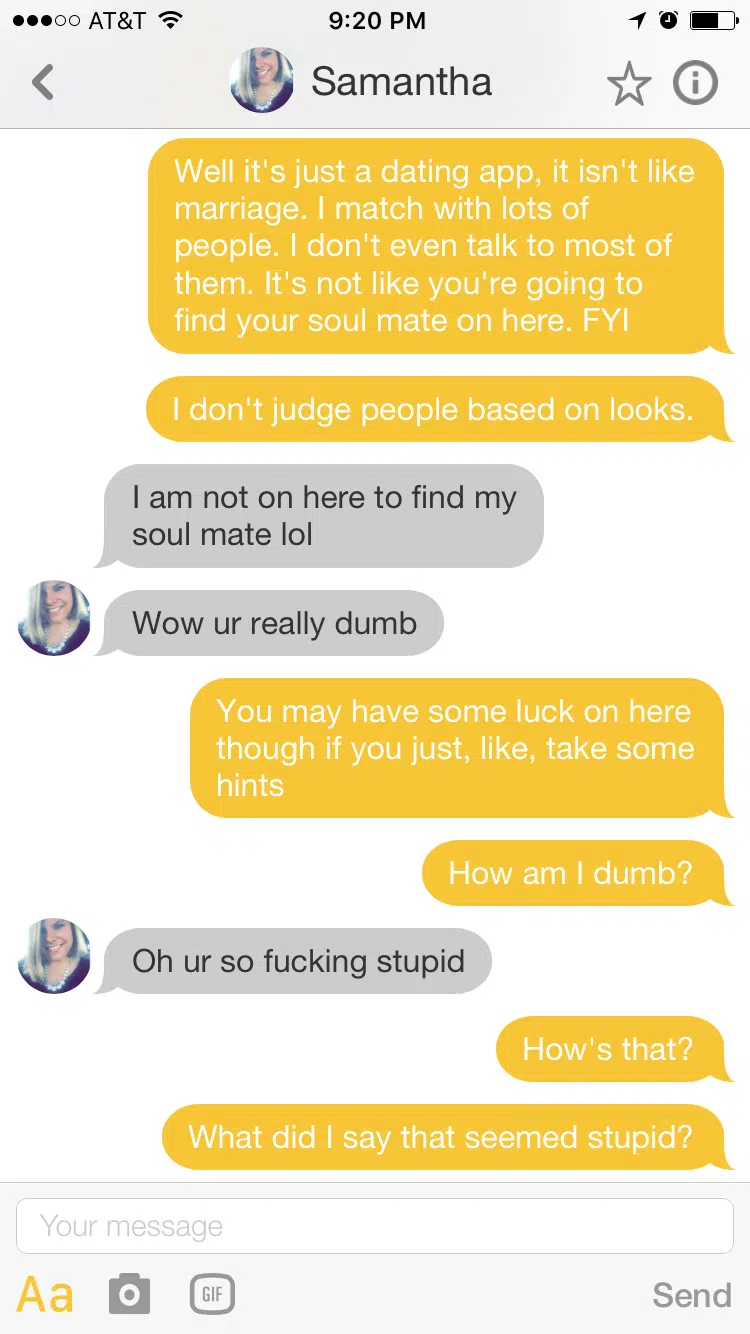 AT&T 9:20 PM
Samantha
Well it's just a dating app, it isn't like
marriage. I match with lots of
people. I don't even talk to most of
them. It's not like you're going to
find your soul mate on here. FYI
I don't judge people based on looks.
I am not on here to find my
soul mate lol
Wow ur really dumb
You may have some luck on here
though if you just, like, take some
hints
How am I dumb?
Oh ur so fucking stupid
How's that?
What did I say that seemed stupid?
Your message
Aa GIF Send